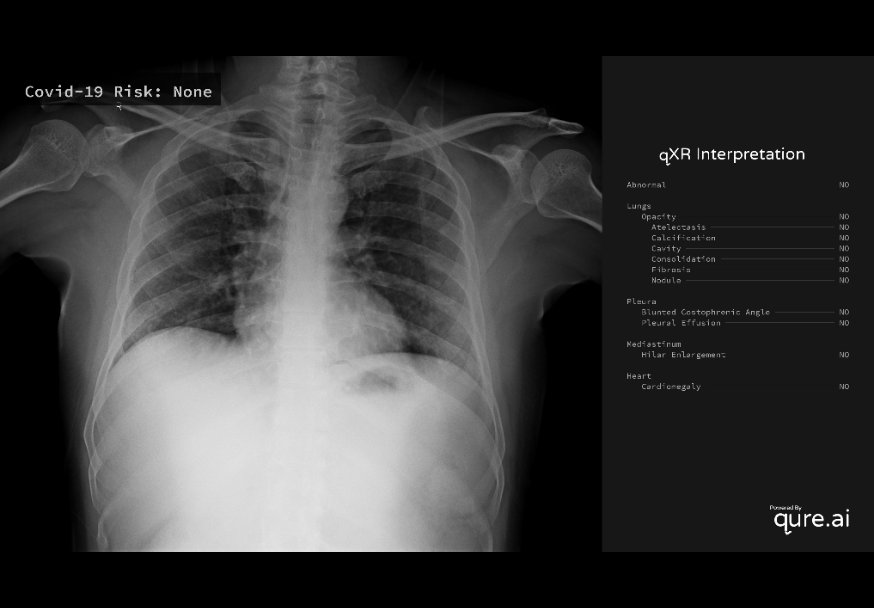 Covid-19 Risk: None
qXR Interpretation
Abnormal NO
Lungs
Opacity NO
Atelectasis NO
Calcification NO
Cavity NO
Consolidation NO
Fibrosis NO
Nodule NO
Pleura
Blunted Costophrenic Angle NO
Pleural Effusion NO
Mediastinum
Hilar Enlargement NO
Heart
Cardiomegaly NO
Powered By
qure.ai